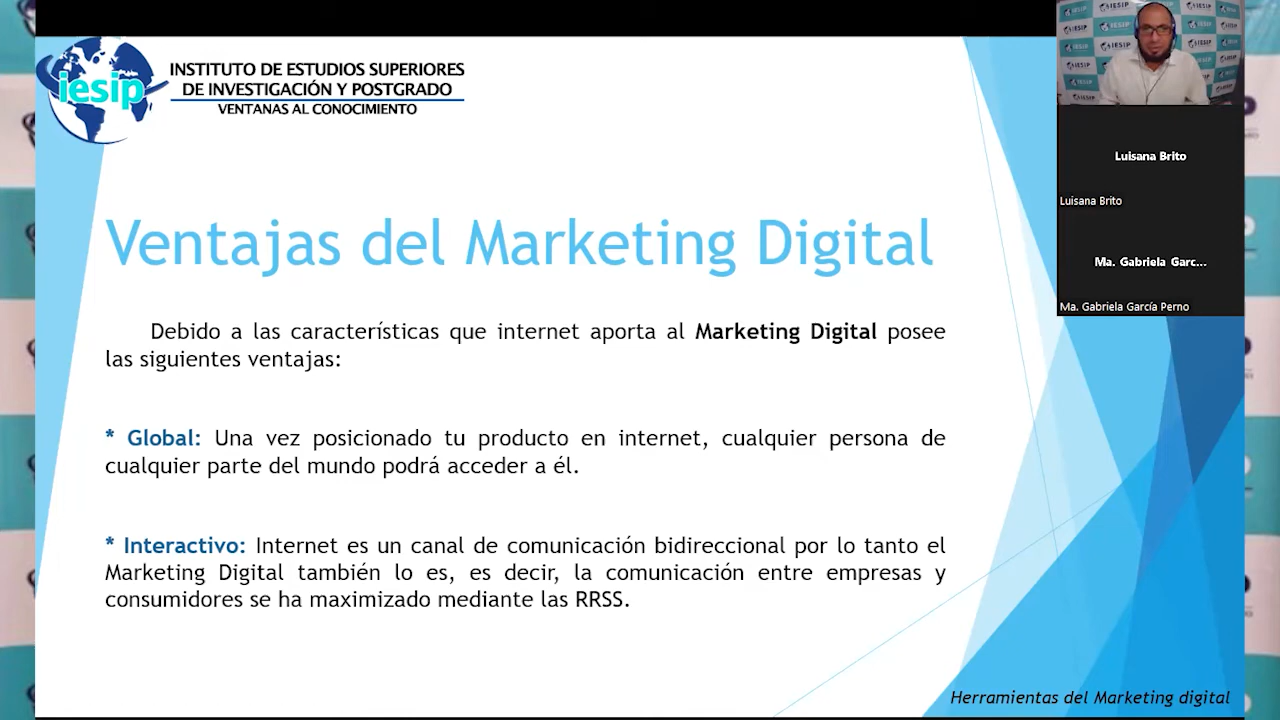 iesip
INSTITUTO DE ESTUDIOS SUPERIORES
DE INVESTIGACIÓN Y POSTGRADO
VENTANAS AL CONOCIMIENTO
Ventajas del Marketing Digital
Debido a las características que internet aporta al Marketing Digital posee
las siguientes ventajas:
* Global: Una vez posicionado tu producto en internet, cualquier persona de
cualquier parte del mundo podrá acceder a él.
* Interactivo: Internet es un canal de comunicación bidireccional por lo tanto el
Marketing Digital también lo es, es decir, la comunicación entre empresas y
consumidores se ha maximizado mediante las RRSS.
Herramientas del Marketing digital
IESIP
Luisana Brito
Luisana Brito
Ma. Gabriela Garc...
Ma. Gabriela García Perno